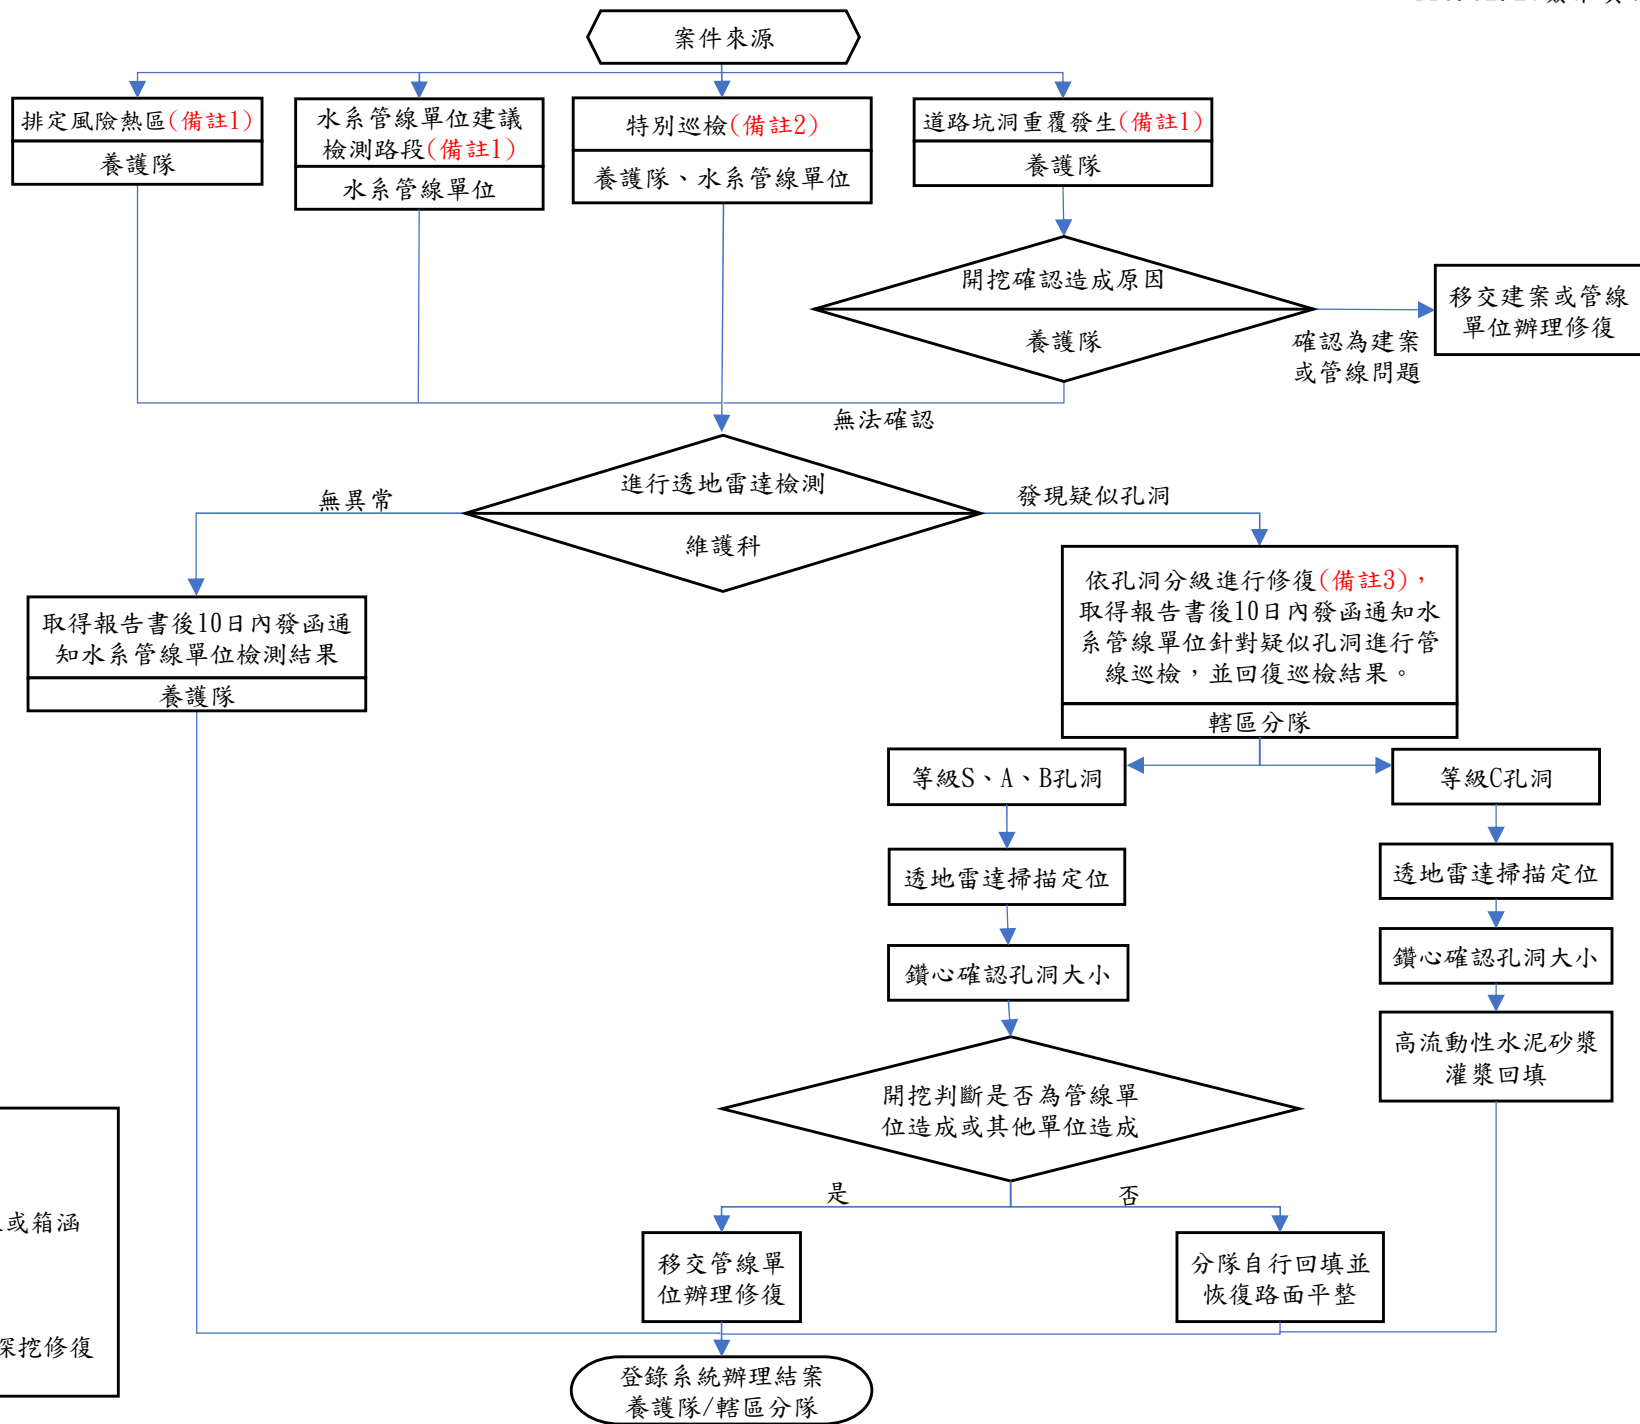 案件來源
排定風險熱區(備註1)
養護隊
水系管線單位建議
檢測路段(備註1)
水系管線單位
特別巡檢(備註2)
養護隊、水系管線單位
道路坑洞重覆發生(備註1)
養護隊
開挖確認造成原因
養護隊
確認為建案
或管線問題
移交建案或管線
單位辦理修復
無法確認
進行透地雷達檢測
維護科
無異常
發現疑似孔洞
取得報告書後10日內發函通
知水系管線單位檢測結果
養護隊
依孔洞分級進行修復(備註3),
取得報告書後10日內發函通知水
系管線單位針對疑似孔洞進行管
線巡檢,並回復巡檢結果。
轄區分隊
等級S、A、B孔洞
等級C孔洞
透地雷達掃描定位
透地雷達掃描定位
鑽心確認孔洞大小
鑽心確認孔洞大小
高流動性水泥砂漿
灌漿回填
開挖判斷是否為管線單
位造成或其他單位造成
是
否
移交管線單
位辦理修復
分隊自行回填並
恢復路面平整
或箱涵
深挖修復
登錄系統辦理結案
養護隊/轄區分隊